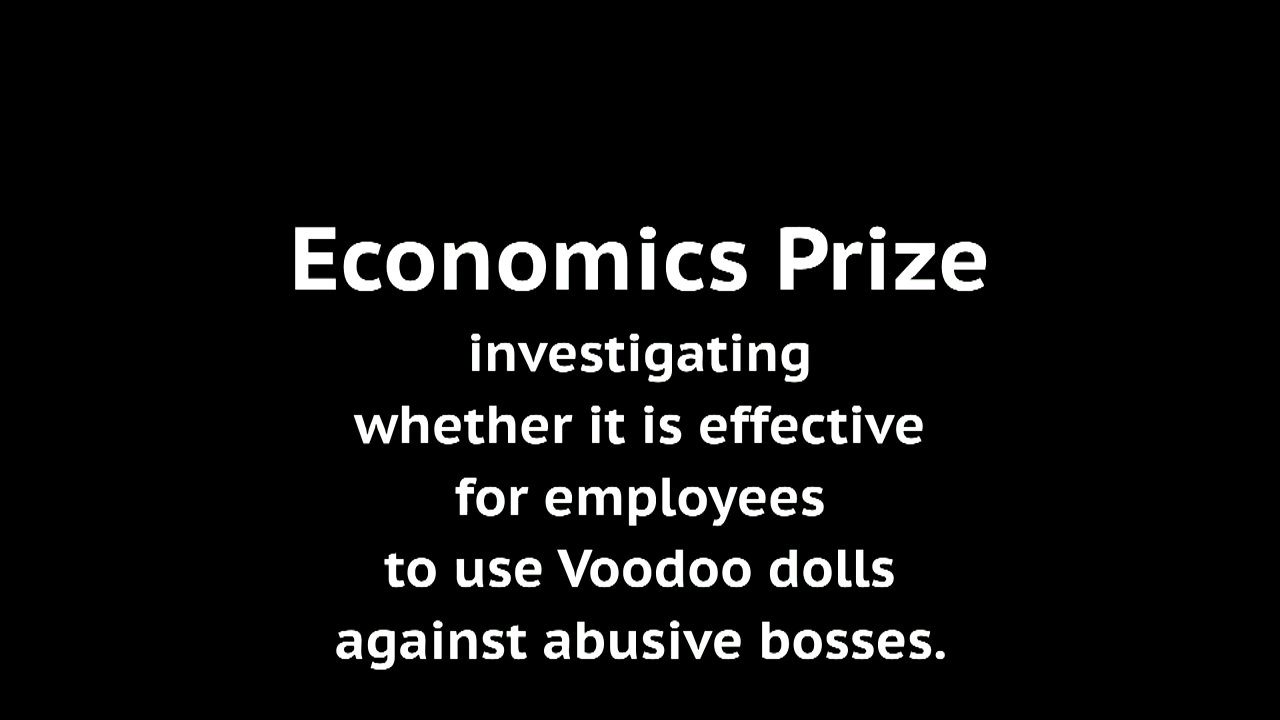 Economics Prize
investigating
whether it is effective
for employees
to use Voodoo dolls
against abusive bosses.